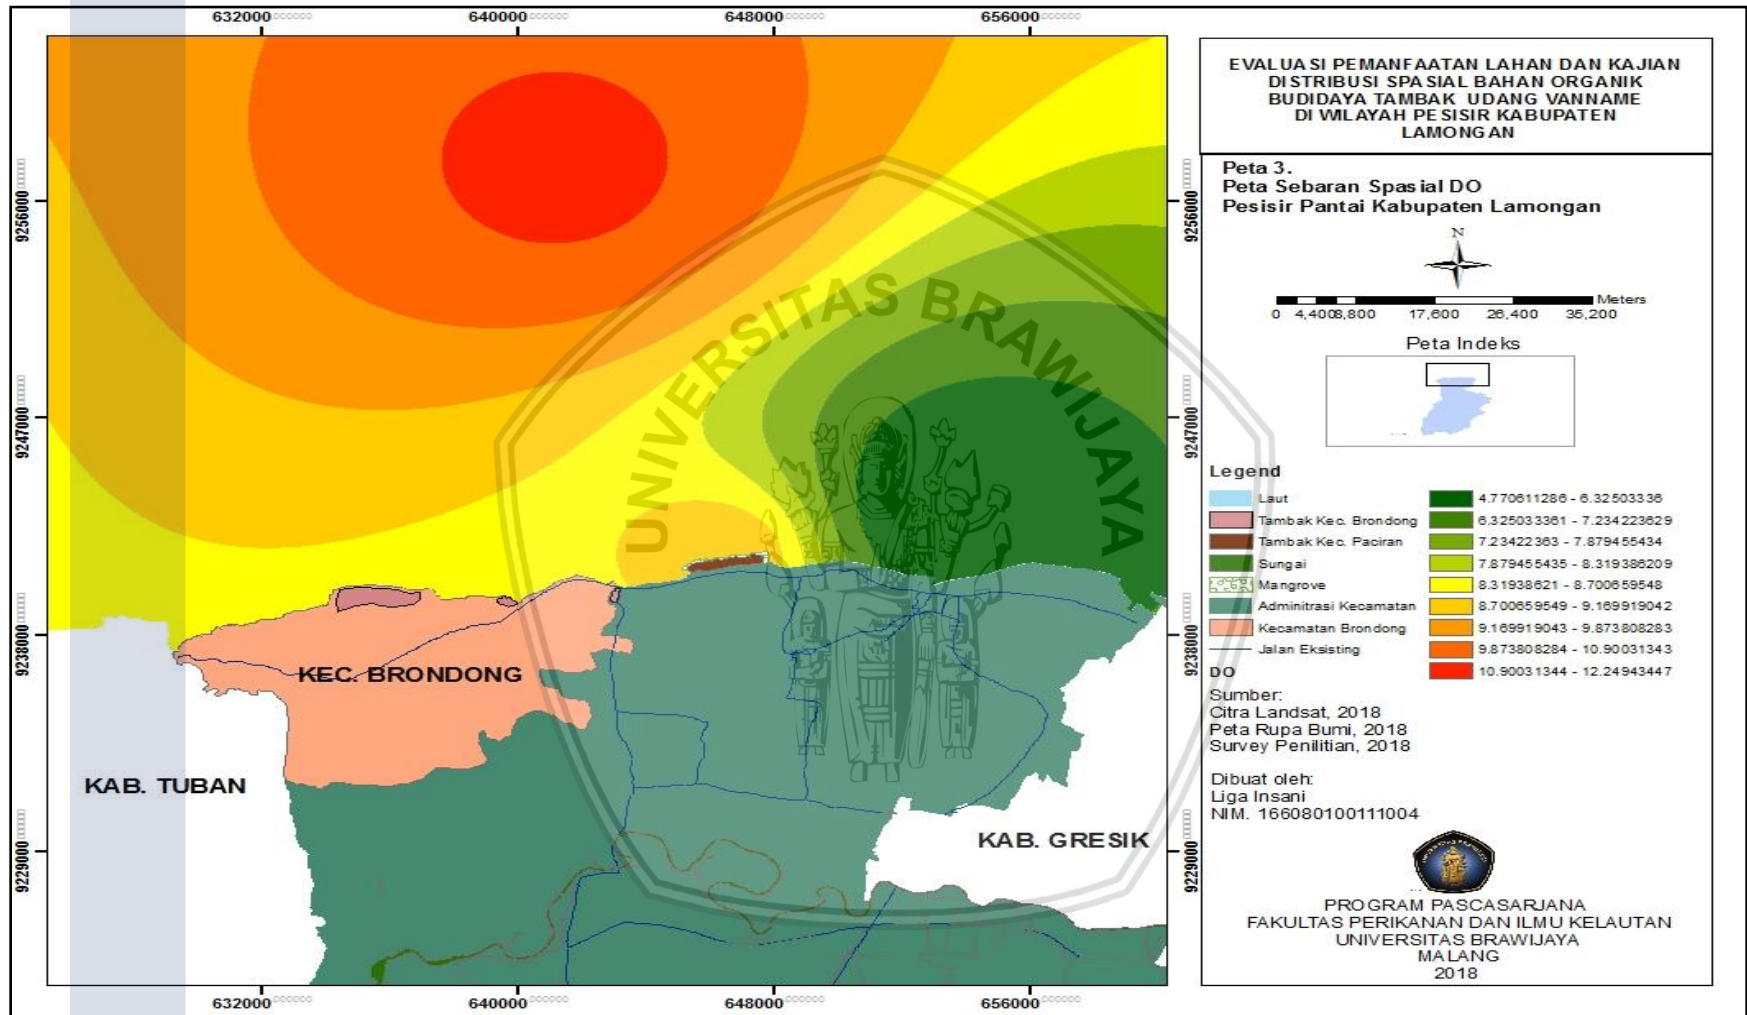 632000 640000 648000 656000
EVALUASI PEMANFAATAN LAHAN DAN KAJIAN
DISTRIBUSI SPASIAL BAHAN ORGANIK
BUDIDAYA TAMBAK UDANG VANNAME
DI WILAYAH PESISIR KABUPATEN
LAMONGAN
Peta 3.
Peta Sebaran Spasial DO
Pesisir Pantai Kabupaten Lamongan
N
Meters
0 4,400 8,800 17,600 26,400 35,200
Peta Indeks
Legend
Laut
Tambak Kec. Brondong
Tambak Kec. Paciran
Sungai
Mangrove
Adminitrasi Kecamatan
Kecamatan Brondong
Jalan Eksisting
DO
4.770611286 - 6.32503336
6.325033361 - 7.234223629
7.23422363 - 7.879455434
7.879455435 - 8.319386209
8.31938621 - 8.700659548
8.700659549 - 9.169919042
9.169919043 - 9.873808283
9.873808284 - 10.90031343
10.90031344 - 12.24943447
Sumber:
Citra Landsat, 2018
Peta Rupa Bumi, 2018
Survey Penilitian, 2018
Dibuat oleh:
Liga Insani
NIM. 166080100111004
PROGRAM PASCASARJANA
FAKULTAS PERIKANAN DAN ILMU KELAUTAN
UNIVERSITAS BRAWIJAYA
MALANG
2018
9256000
9247000
9238000
9229000
9256000
9247000
9238000
9229000
UNIVERSITAS BRAWIJAYA
KEC. BRONDONG
KAB. TUBAN
KAB. GRESIK
632000 640000 648000 656000